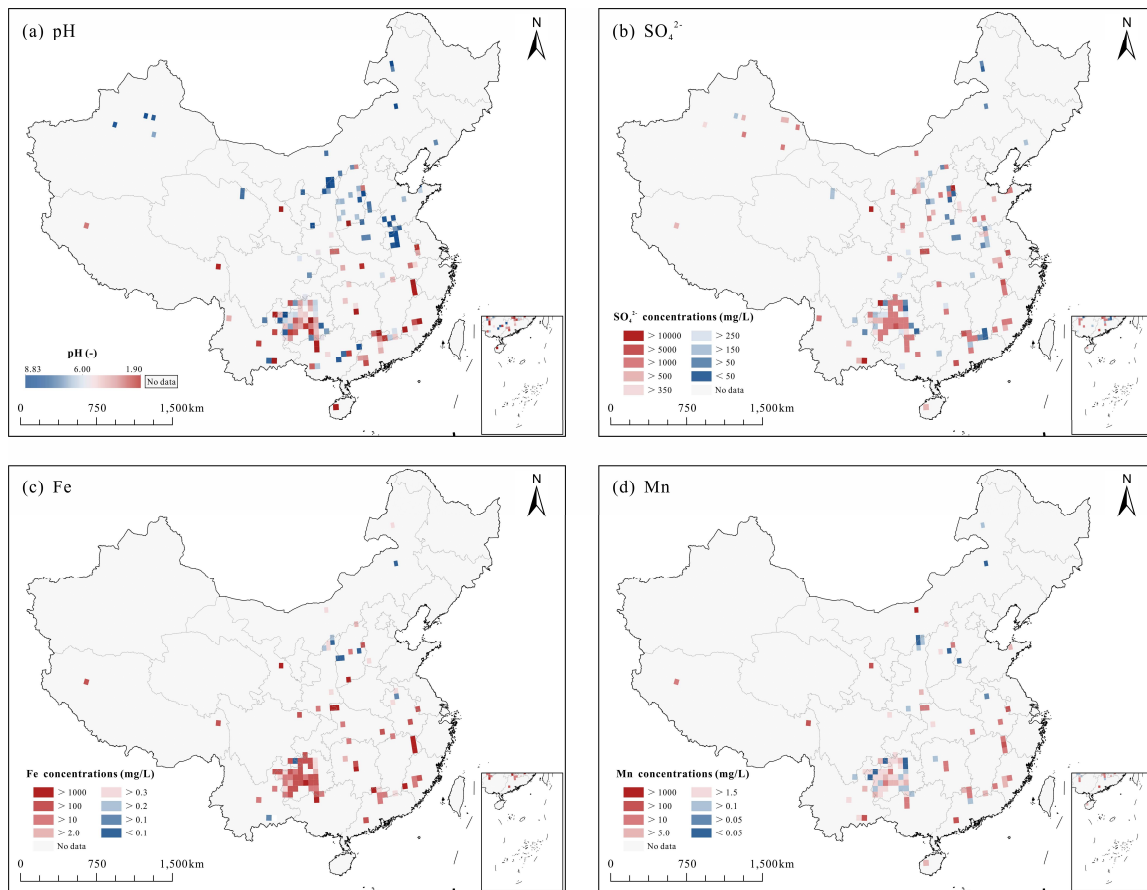 (a) pH
N
pH (-)
8.83 6.00 1.90
No data
0 750 1,500km
(b) SO₄²⁻
N
SO₄²⁻ concentrations (mg/L)
> 10000 > 250
> 5000 > 150
> 1000 > 50
> 500 < 50
> 350 No data
0 750 1,500km
(c) Fe
N
Fe concentrations (mg/L)
> 1000 > 0.3
> 100 > 0.2
> 10 > 0.1
> 2.0 < 0.1
No data
0 750 1,500km
(d) Mn
N
Mn concentrations (mg/L)
> 1000 > 1.5
> 100 > 0.1
> 10 > 0.05
> 5.0 < 0.05
No data
0 750 1,500km